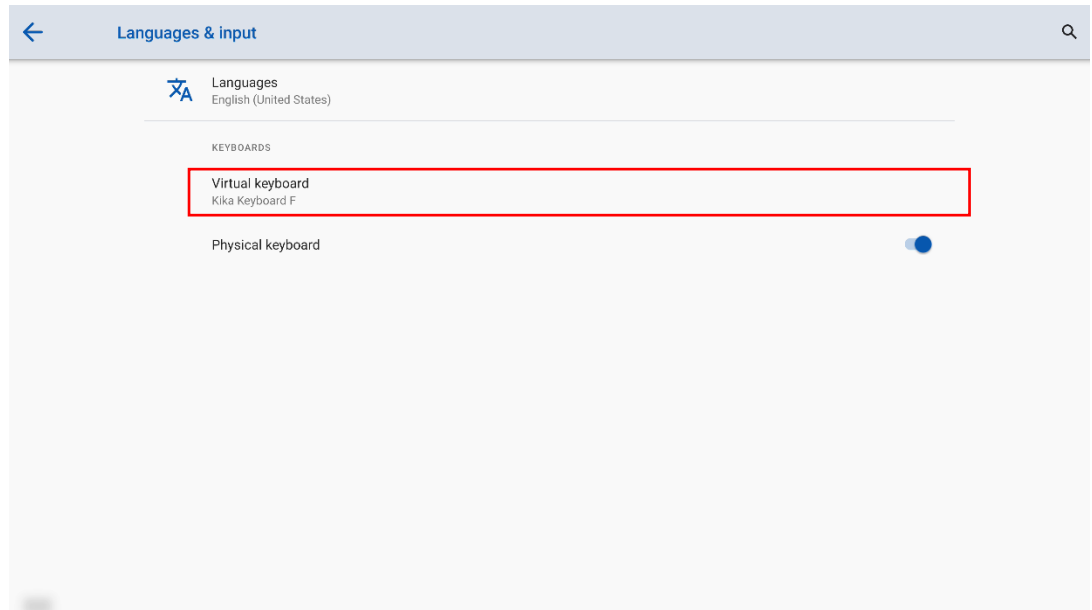 Languages & input
Languages
English (United States)
KEYBOARDS
Virtual keyboard
Kika Keyboard F
Physical keyboard